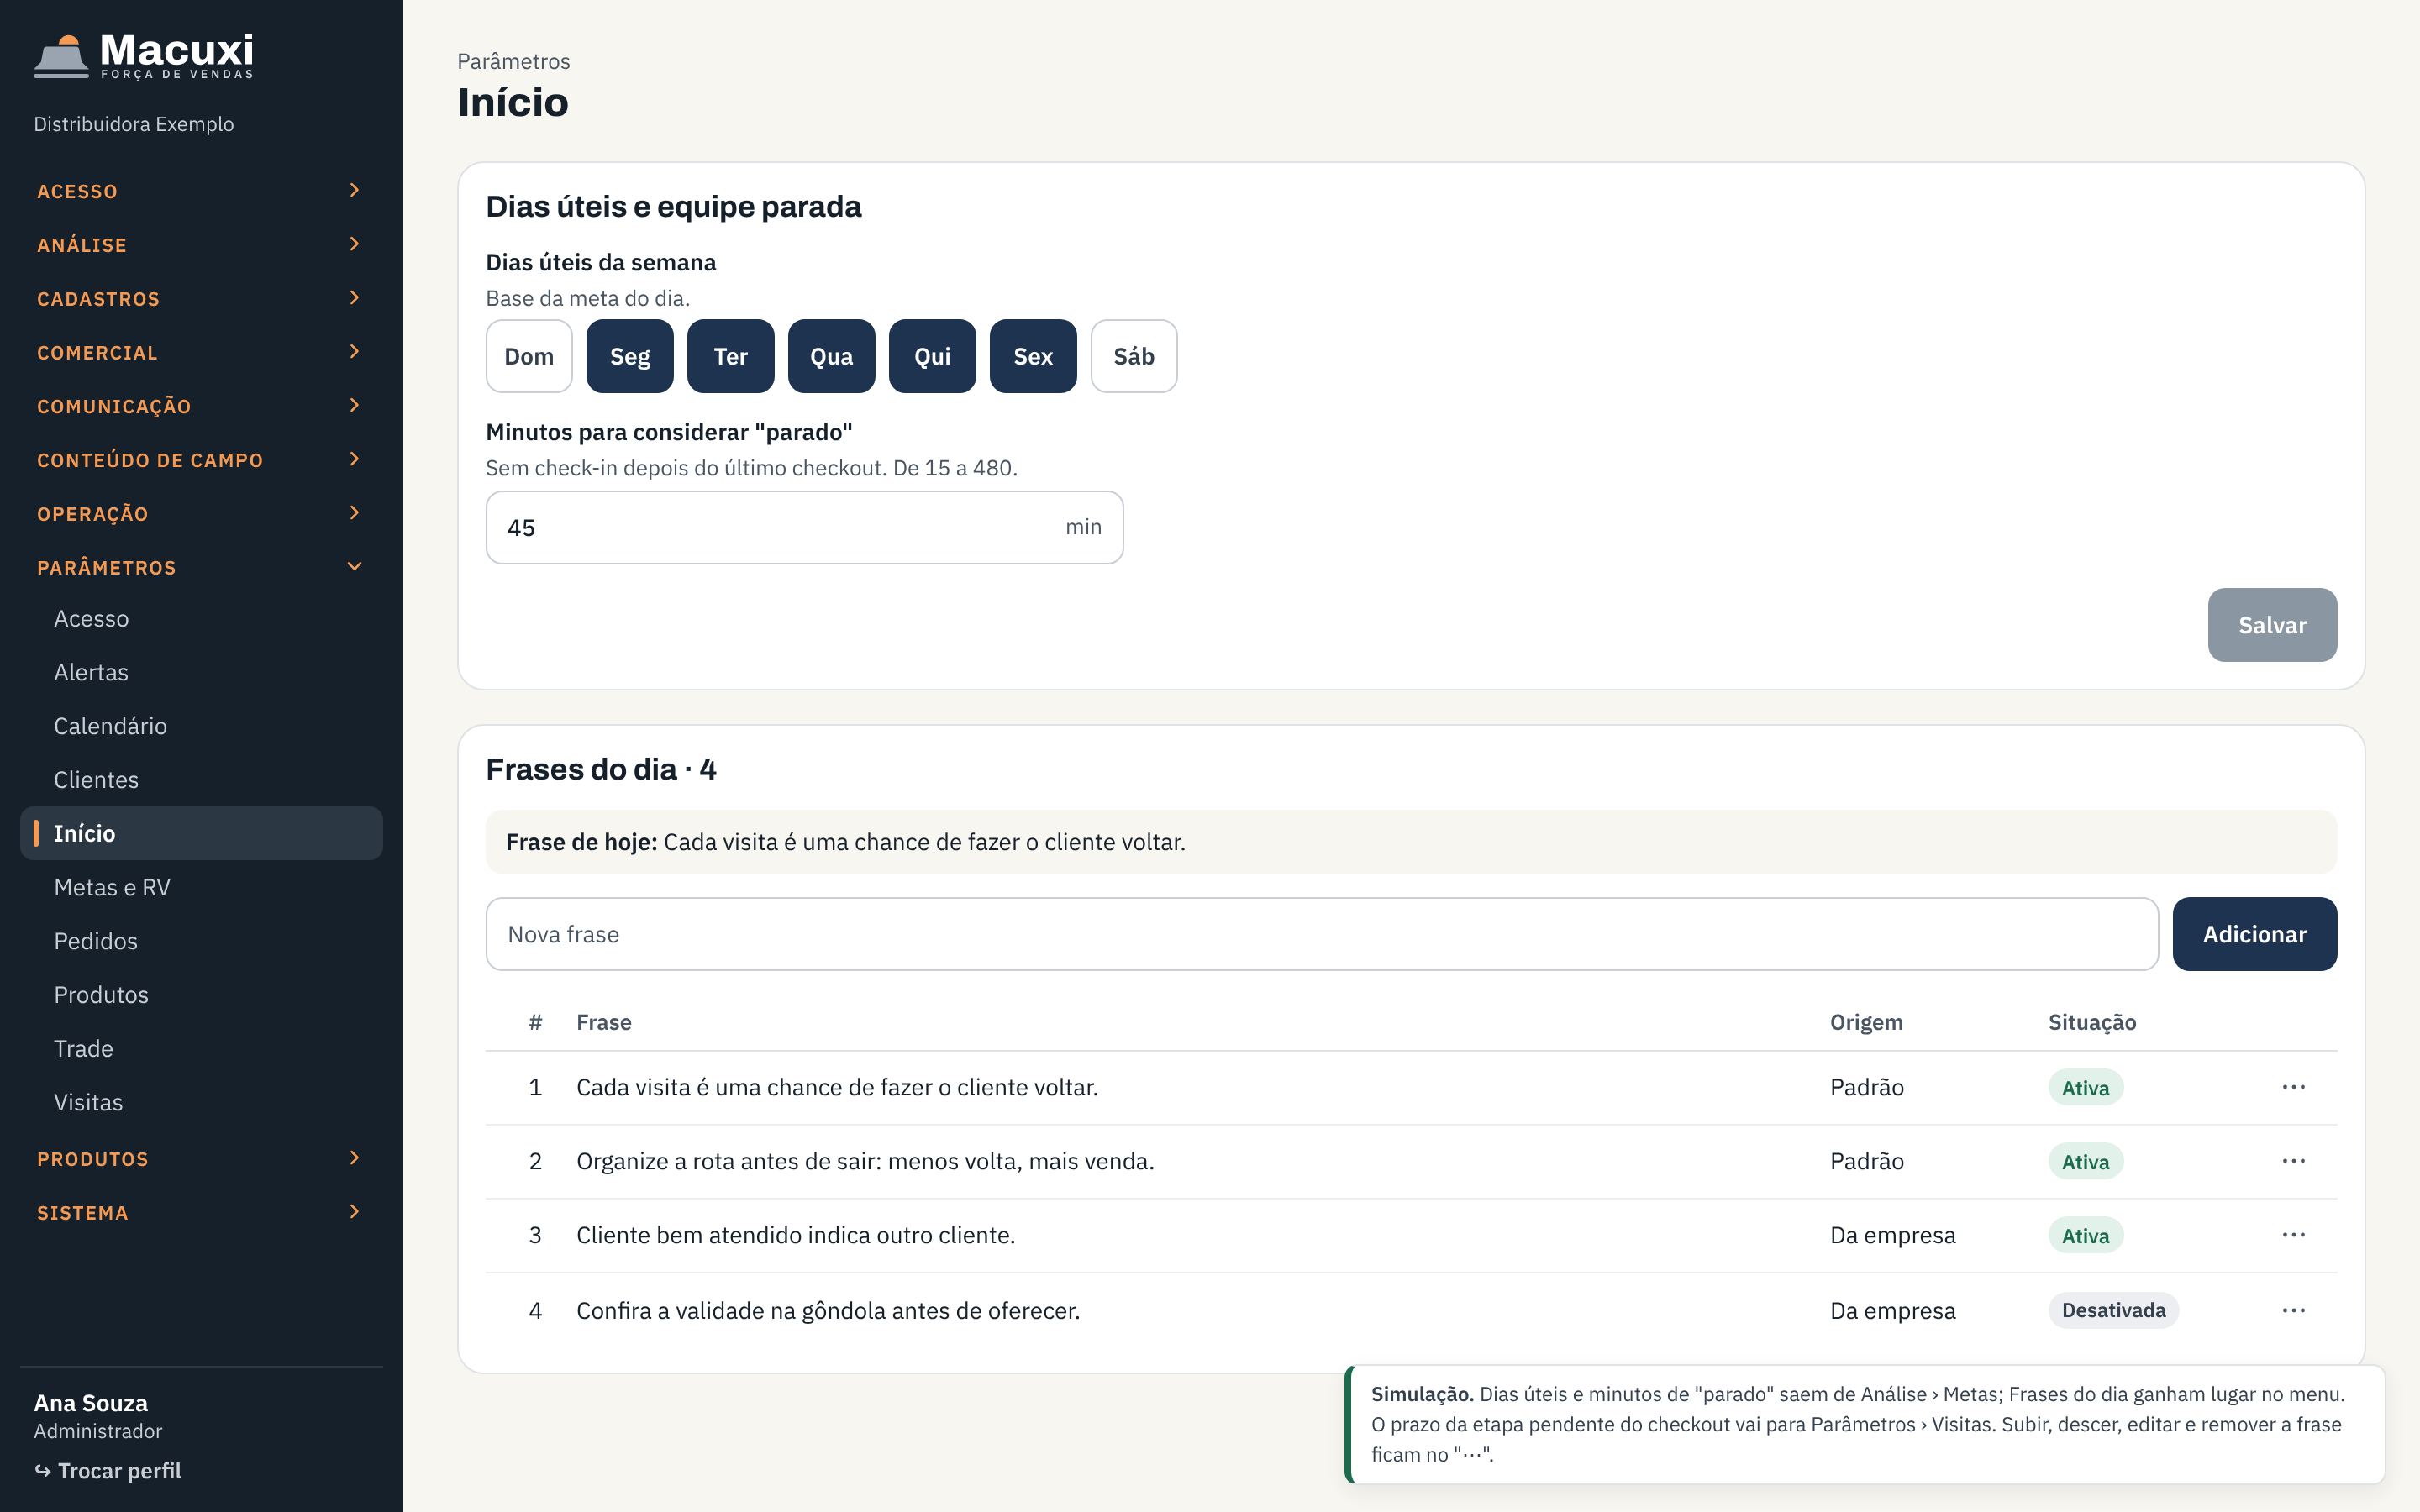 Macuxi
FORÇA DE VENDAS
Distribuidora Exemplo
ACESSO
ANÁLISE
CADASTROS
COMERCIAL
COMUNICAÇÃO
CONTEÚDO DE CAMPO
OPERAÇÃO
PARÂMETROS
Acesso
Alertas
Calendário
Clientes
Início
Metas e RV
Pedidos
Produtos
Trade
Visitas
PRODUTOS
SISTEMA
Ana Souza
Administrador
↪ Trocar perfil
Parâmetros
Início
Dias úteis e equipe parada
Dias úteis da semana
Base da meta do dia.
Dom Seg Ter Qua Qui Sex Sáb
Minutos para considerar "parado"
Sem check-in depois do último checkout. De 15 a 480.
45 min
Salvar
Frases do dia · 4
Frase de hoje: Cada visita é uma chance de fazer o cliente voltar.
Nova frase Adicionar
# Frase Origem Situação
1 Cada visita é uma chance de fazer o cliente voltar. Padrão Ativa ···
2 Organize a rota antes de sair: menos volta, mais venda. Padrão Ativa ···
3 Cliente bem atendido indica outro cliente. Da empresa Ativa ···
4 Confira a validade na gôndola antes de oferecer. Da empresa Desativada ···
Simulação. Dias úteis e minutos de "parado" saem de Análise › Metas; Frases do dia ganham lugar no menu.
O prazo da etapa pendente do checkout vai para Parâmetros › Visitas. Subir, descer, editar e remover a frase
ficam no "···".